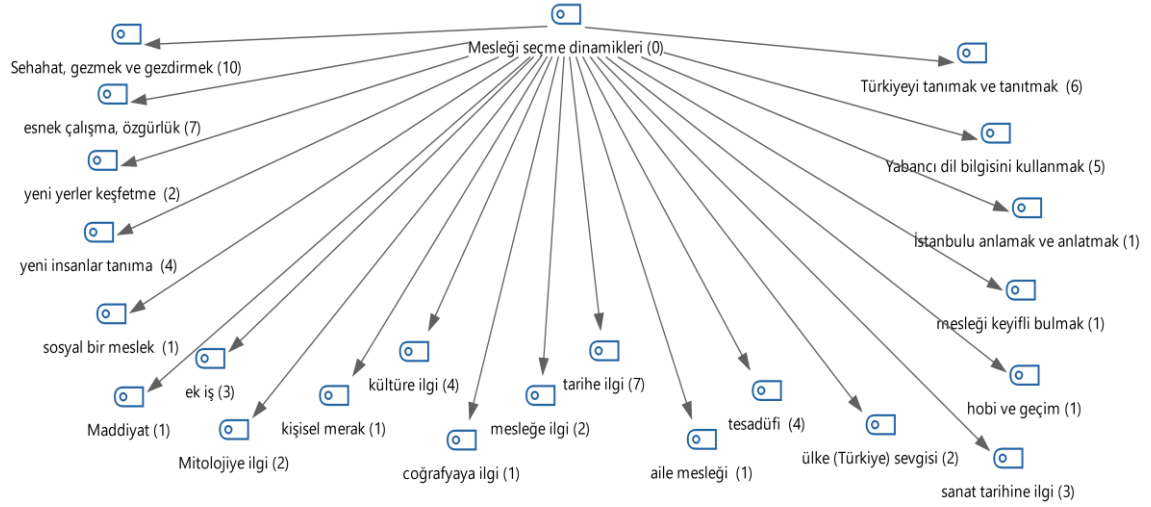 Mesleği seçme dinamikleri (0)
Sehahat, gezmek ve gezdirmek (10)
Türkiyeyi tanımak ve tanıtmak (6)
esnek çalışma, özgürlük (7)
Yabancı dil bilgisini kullanmak (5)
yeni yerler keşfetme (2)
İstanbulu anlamak ve anlatmak (1)
yeni insanlar tanıma (4)
mesleği keyifli bulmak (1)
sosyal bir meslek (1)
ek iş (3)
kültüre ilgi (4)
tarihe ilgi (7)
hobi ve geçim (1)
Maddiyat (1)
kişisel merak (1)
mesleğe ilgi (2)
tesadüfi (4)
Mitolojiye ilgi (2)
coğrafyaya ilgi (1)
aile mesleği (1)
ülke (Türkiye) sevgisi (2)
sanat tarihine ilgi (3)